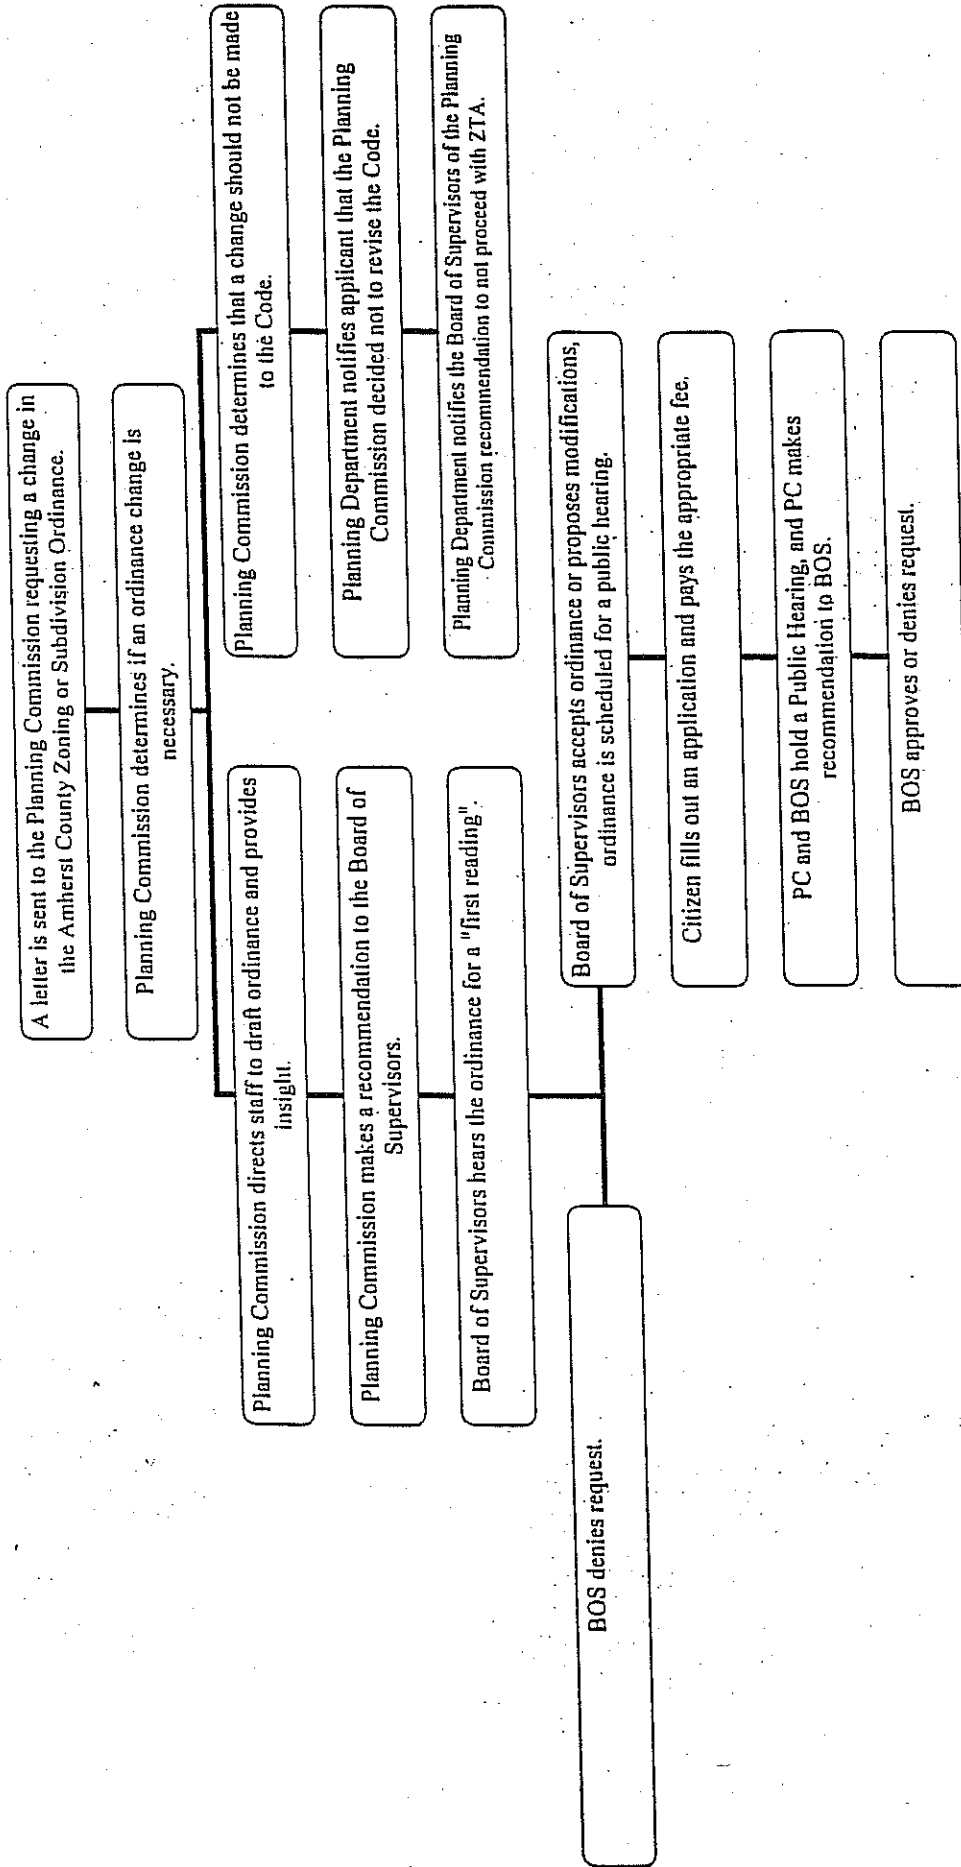 A letter is sent to the Planning Commission requesting a change in
the Amherst County Zoning or Subdivision Ordinance.
Planning Commission determines if an ordinance change is
necessary.
Planning Commission directs staff to draft ordinance and provides
insight.
Planning Commission makes a recommendation to the Board of
Supervisors.
Board of Supervisors hears the ordinance for a "first reading".
Planning Commission determines that a change should not be made
to the Code.
Planning Department notifies applicant that the Planning
Commission decided not to revise the Code.
Planning Department notifies the Board of Supervisors of the Planning
Commission recommendation to not proceed with ZTA.
BOS denies request.
Board of Supervisors accepts ordinance or proposes modifications,
ordinance is scheduled for a public hearing.
Citizen fills out an application and pays the appropriate fee.
PC and BOS hold a Public Hearing, and PC makes
recommendation to BOS.
BOS approves or denies request.